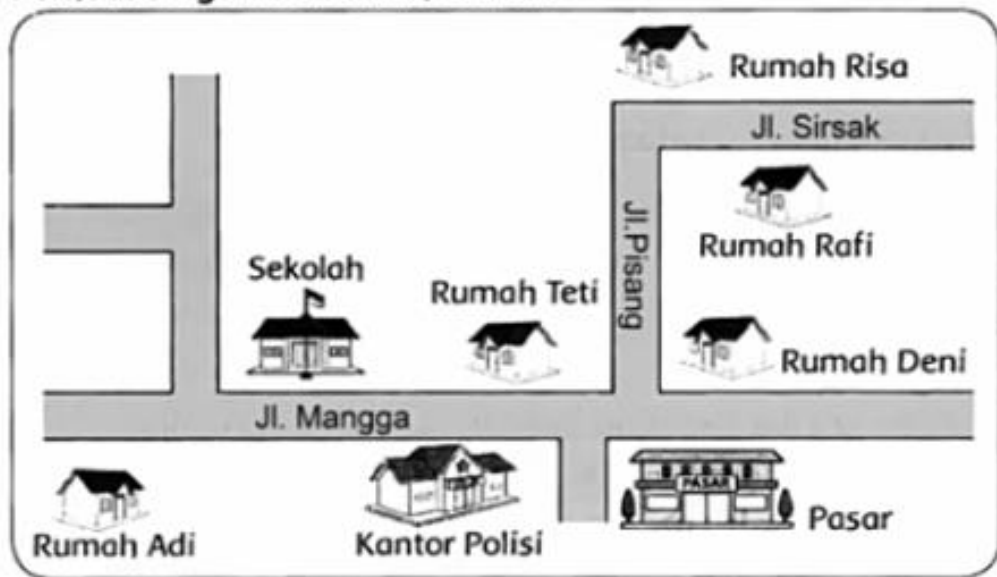 Rumah Risa
Jl. Sirsak
Jl.Pisang
Rumah Rafi
Sekolah
Rumah Teti
Rumah Deni
Jl. Mangga
PASAR
Pasar
Rumah Adi
Kantor Polisi